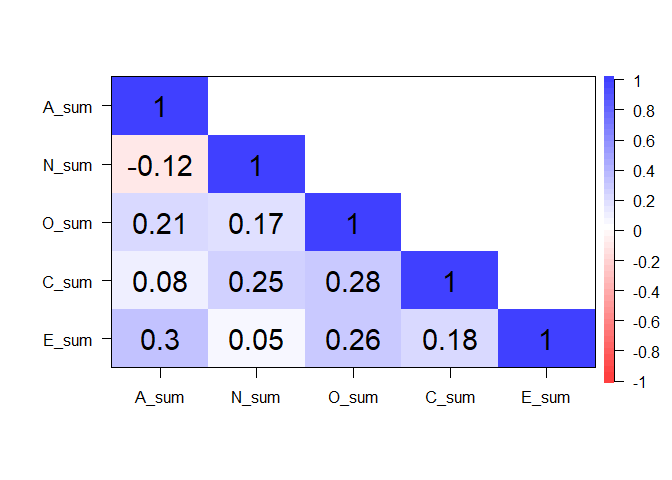 A_sum 1
N_sum -0.12 1
O_sum 0.21 0.17 1
C_sum 0.08 0.25 0.28 1
E_sum 0.3 0.05 0.26 0.18 1
A_sum N_sum O_sum C_sum E_sum
1
0.8
0.6
0.4
0.2
0
-0.2
-0.4
-0.6
-0.8
-1